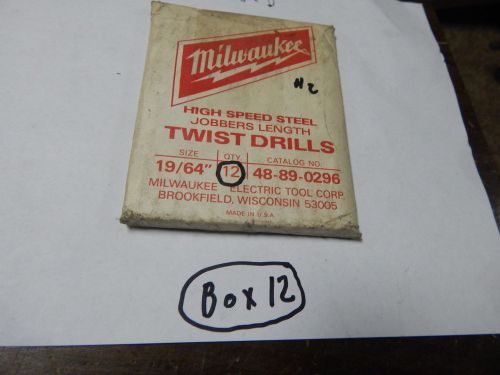 Milwaukee
#2
HIGH SPEED STEEL
JOBBERS LENGTH
TWIST DRILLS
SIZE QTY. CATALOG NO.
19/64" 12 48-89-0296
MILWAUKEE ELECTRIC TOOL CORP.
BROOKFIELD, WISCONSIN 53005
MADE IN U.S.A.
Box 12